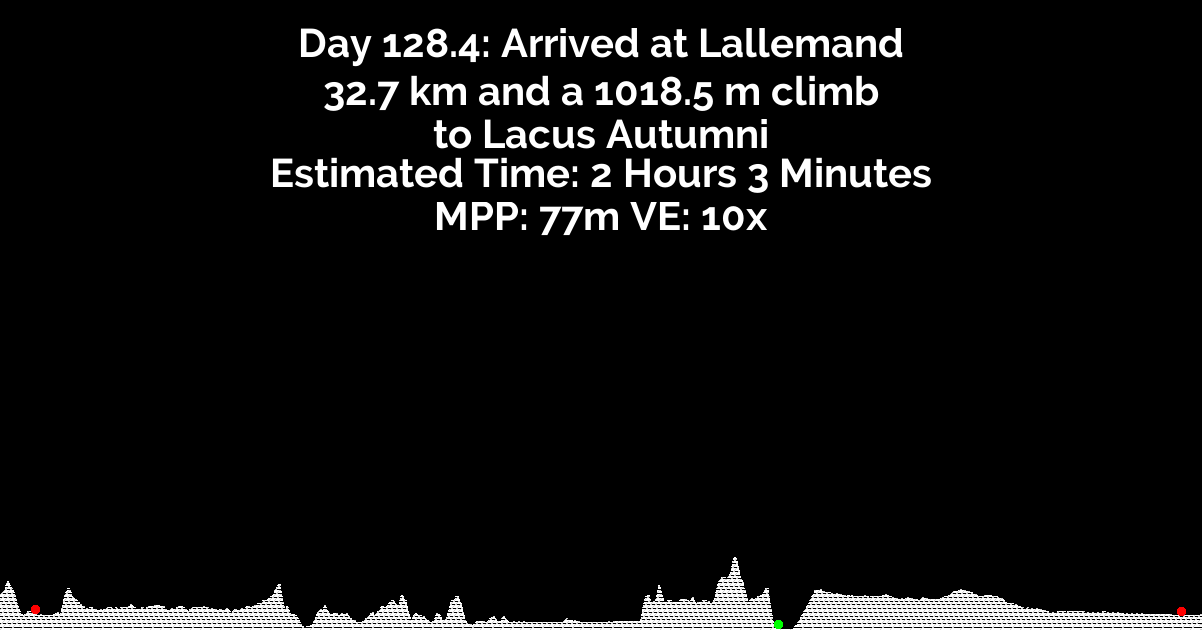 Day 128.4: Arrived at Lallemand
32.7 km and a 1018.5 m climb
to Lacus Autumni
Estimated Time: 2 Hours 3 Minutes
MPP: 77m VE: 10x